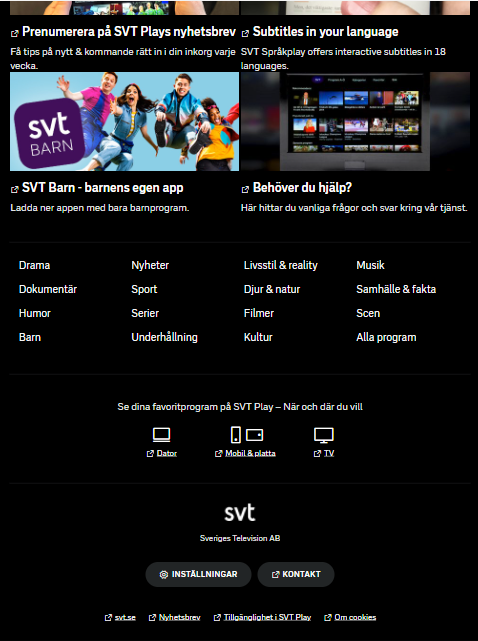 Prenumerera på SVT Plays nyhetsbrev
Få tips på nytt & kommande rätt in i din inkorg varje
vecka.
Subtitles in your language
SVT Språkplay offers interactive subtitles in 18
languages.
svt
BARN
SVT Barn - barnens egen app
Ladda ner appen med bara barnprogram.
Behöver du hjälp?
Här hittar du vanliga frågor och svar kring vår tjänst.
Drama
Nyheter
Livsstil & reality
Musik
Dokumentär
Sport
Djur & natur
Samhälle & fakta
Humor
Serier
Filmer
Scen
Barn
Underhållning
Kultur
Alla program
Se dina favoritprogram på SVT Play – När och där du vill
Dator
Mobil & platta
TV
svt
Sveriges Television AB
INSTÄLLNINGAR
KONTAKT
svt.se
Nyhetsbrev
Tillgänglighet i SVT Play
Om cookies